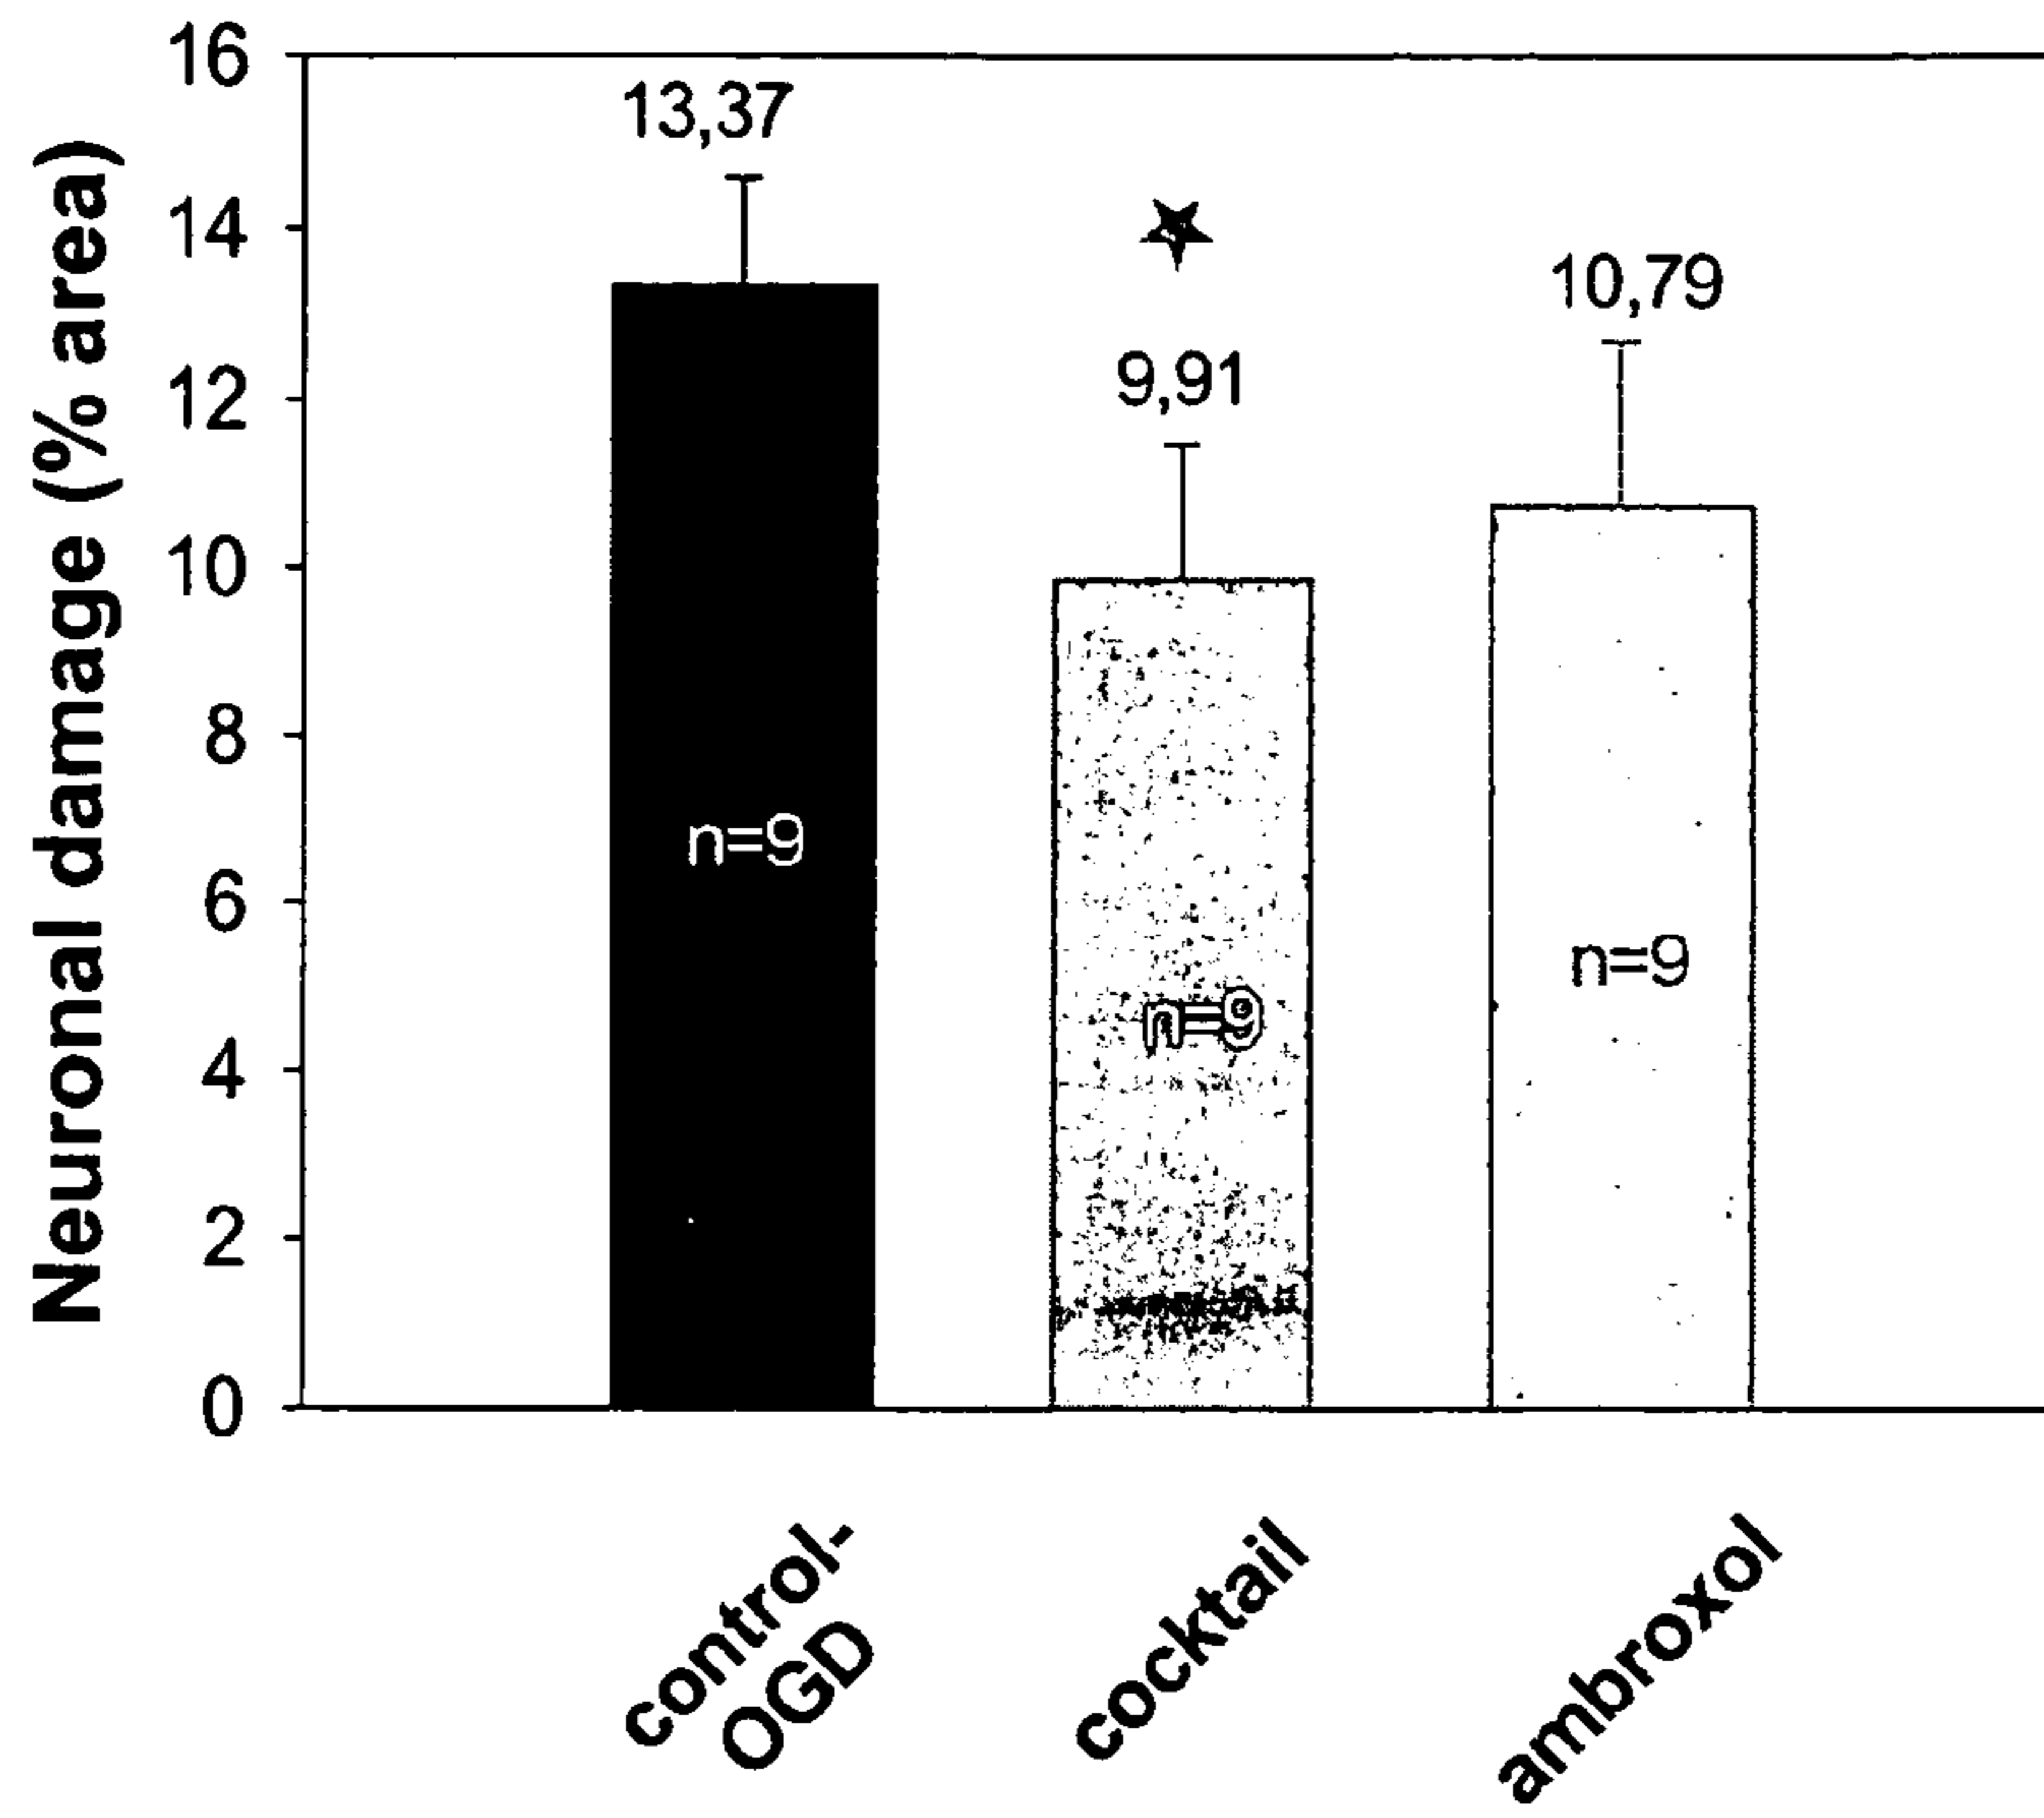 Neuronal damage (% area)
16
14
12
10
8
6
4
2
0
13,37
9,91
10,79
n=9
n=9
n=9
control-
OGD
cocktail
ambroxol